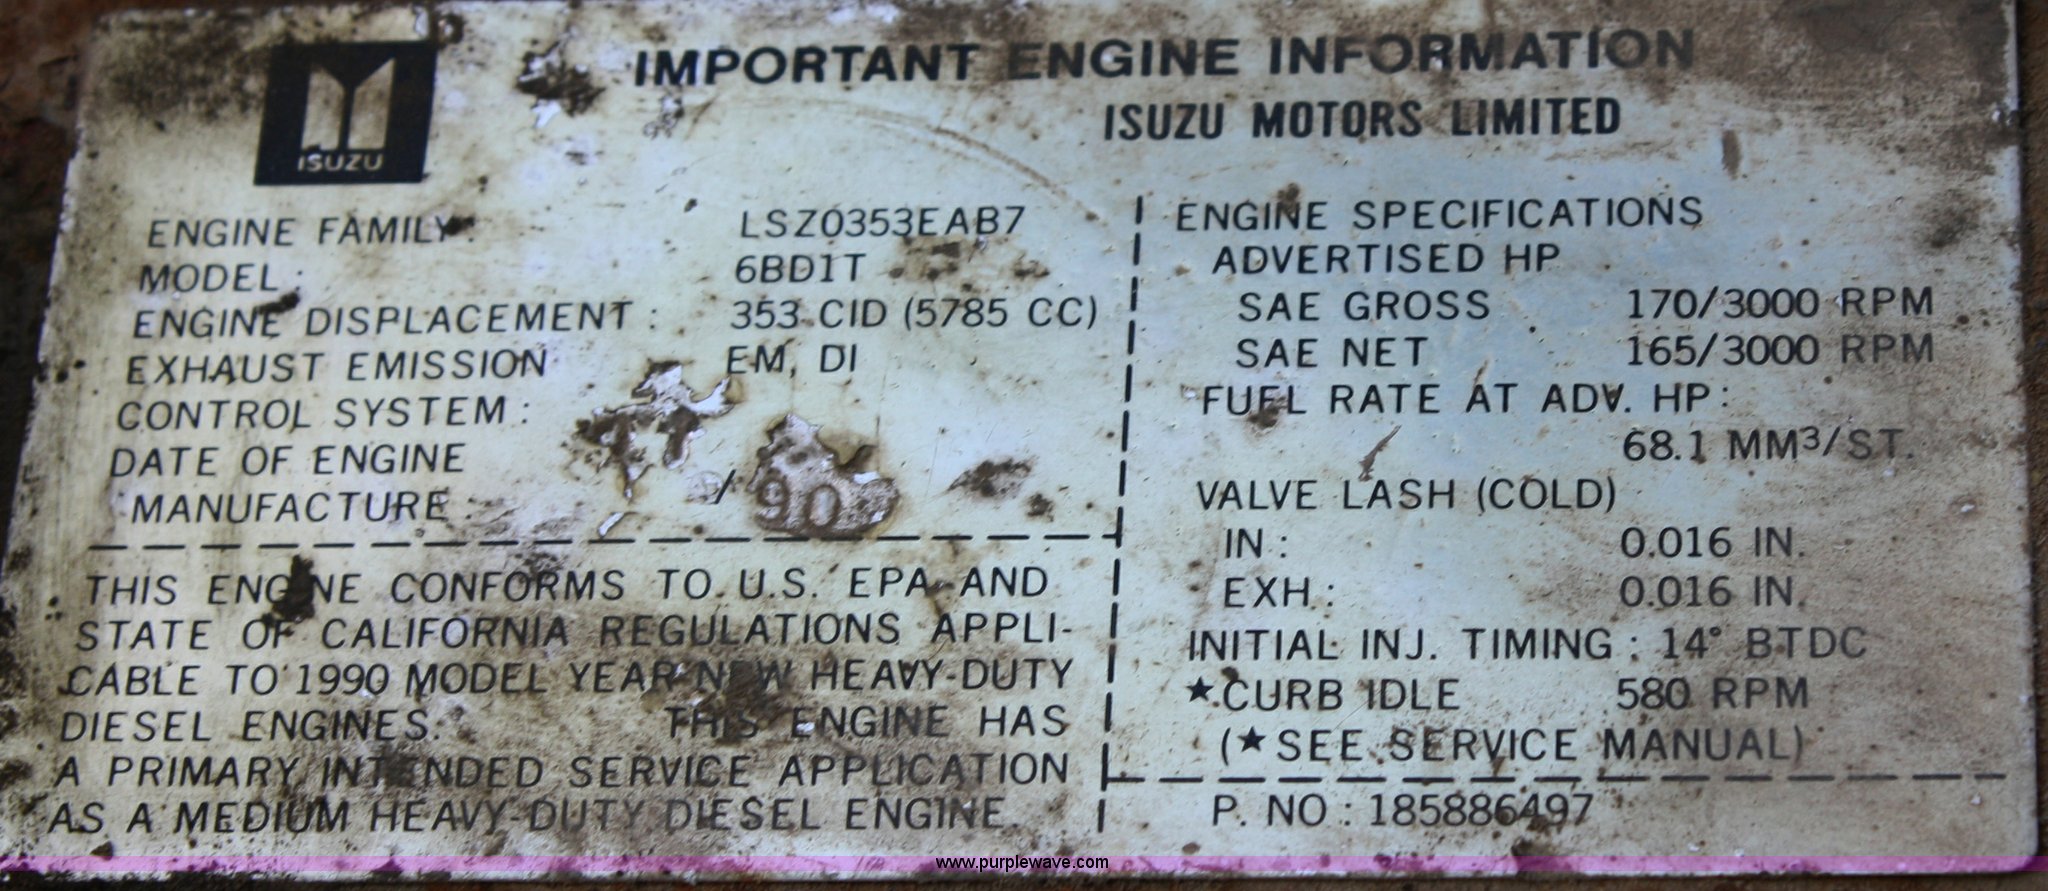 ISUZU
IMPORTANT ENGINE INFORMATION
ISUZU MOTORS LIMITED
ENGINE FAMILY : LSZ0353EAB7
MODEL : 6BD1T
ENGINE DISPLACEMENT : 353 CID (5785 CC)
EXHAUST EMISSION EM, DI
CONTROL SYSTEM :
DATE OF ENGINE
MANUFACTURE : / 90
THIS ENGINE CONFORMS TO U.S. EPA AND
STATE OF CALIFORNIA REGULATIONS APPLI-
CABLE TO 1990 MODEL YEAR NEW HEAVY-DUTY
DIESEL ENGINES. THIS ENGINE HAS
A PRIMARY INTENDED SERVICE APPLICATION
AS A MEDIUM HEAVY-DUTY DIESEL ENGINE.
ENGINE SPECIFICATIONS
ADVERTISED HP
SAE GROSS 170/3000 RPM
SAE NET 165/3000 RPM
FUEL RATE AT ADV. HP :
68.1 MM³/ST.
VALVE LASH (COLD)
IN : 0.016 IN.
EXH : 0.016 IN.
INITIAL INJ. TIMING : 14° BTDC
★CURB IDLE 580 RPM
(★SEE SERVICE MANUAL)
P. NO : 185886497
www.purplewave.com